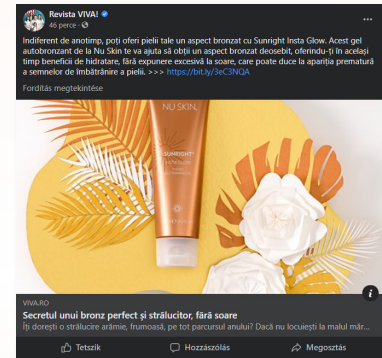 Revista VIVA!
46 perce ·
Indiferent de anotimp, poți oferi pielii tale un aspect bronzat cu Sunright Insta Glow. Acest gel
autobronzant de la Nu Skin te va ajuta să obții un aspect bronzat deosebit, oferindu-ți în același
timp beneficii de hidratare, fără expunere excesivă la soare, care poate duce la apariția prematură
a semnelor de îmbătrânire a pielii. >>> https://bit.ly/3eC3NQA
Fordítás megtekintése
NU SKIN
SUNRIGHT
VIVA.RO
Secretul unui bronz perfect și strălucitor, fără soare
Îți dorești o strălucire arămie, frumoasă, pe tot parcursul anului? Dacă nu locuiești la malul măr...
Tetszik
Hozzászólás
Megosztás